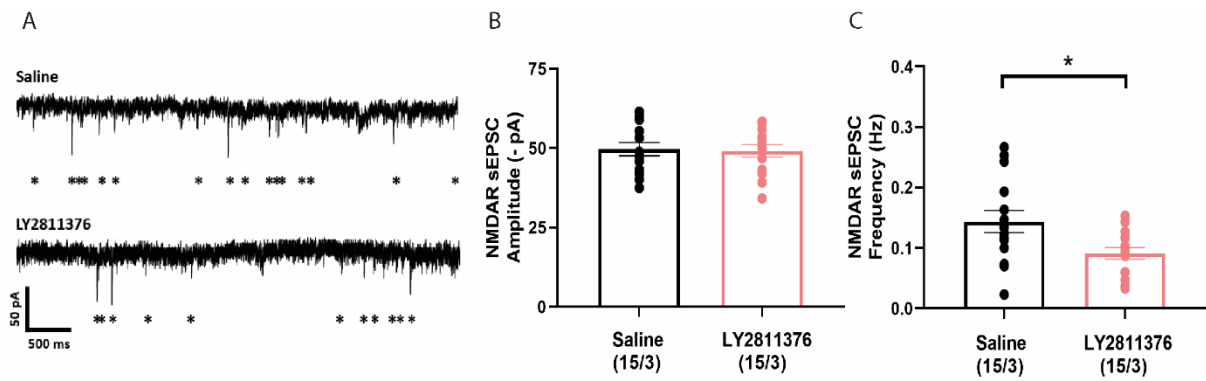 A
Saline
* * * * * * * * * * * * * * * *
LY2811376
* * * * * * * * * * * *
50 pA
500 ms
B
NMDAR sEPSC
Amplitude (- pA)
75
50
25
0
Saline
(15/3)
LY2811376
(15/3)
C
NMDAR sEPSC
Frequency (Hz)
0.4
0.3
0.2
0.1
0.0
*
Saline
(15/3)
LY2811376
(15/3)